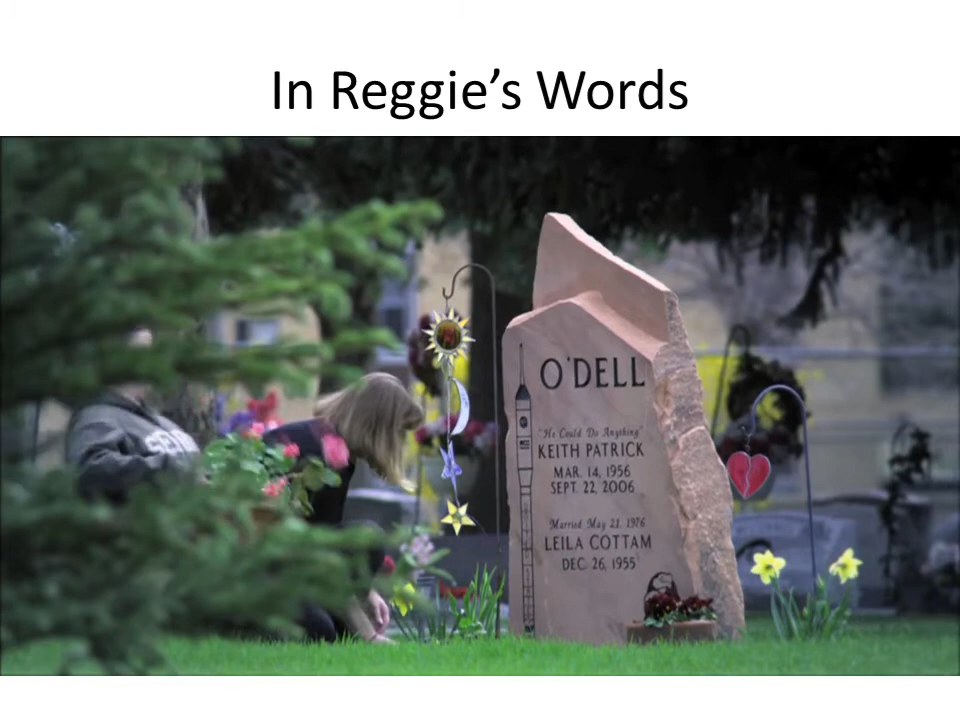 In Reggie’s Words
O'DELL
"He Could Do Anything"
KEITH PATRICK
MAR. 14, 1956
SEPT. 22, 2006
Married May 21, 1976
LEILA COTTAM
DEC. 26, 1955